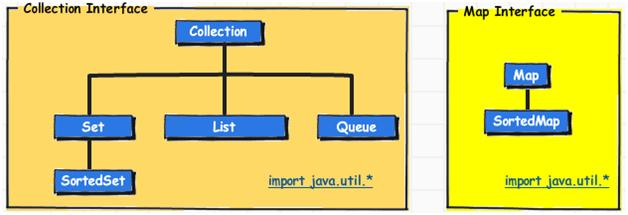 Collection Interface
Collection
Set
List
Queue
SortedSet
import java.util.*
Map Interface
Map
SortedMap
import java.util.*